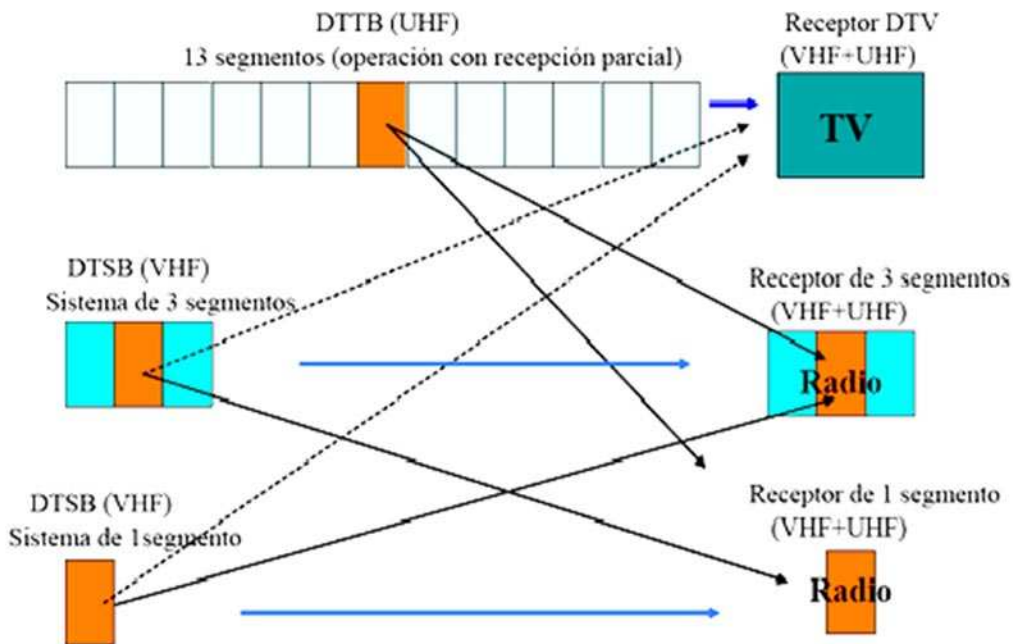 DTTB (UHF)
13 segmentos (operación con recepción parcial)
Receptor DTV
(VHF+UHF)
TV
DTSB (VHF)
Sistema de 3 segmentos
Receptor de 3 segmentos
(VHF+UHF)
Radio
DTSB (VHF)
Sistema de 1segmento
Receptor de 1 segmento
(VHF+UHF)
Radio